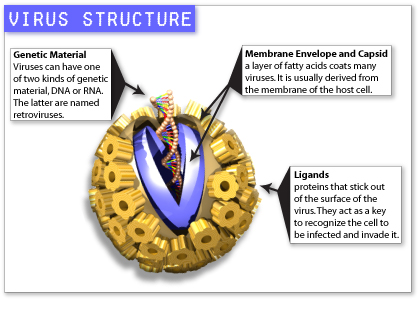 VIRUS STRUCTURE
Genetic Material
Viruses can have one
of two kinds of genetic
material, DNA or RNA.
The latter are named
retroviruses.
Membrane Envelope and Capsid
a layer of fatty acids coats many
viruses. It is usually derived from
the membrane of the host cell.
Ligands
proteins that stick out
of the surface of the
virus. They act as a key
to recognize the cell to
be infected and invade it.